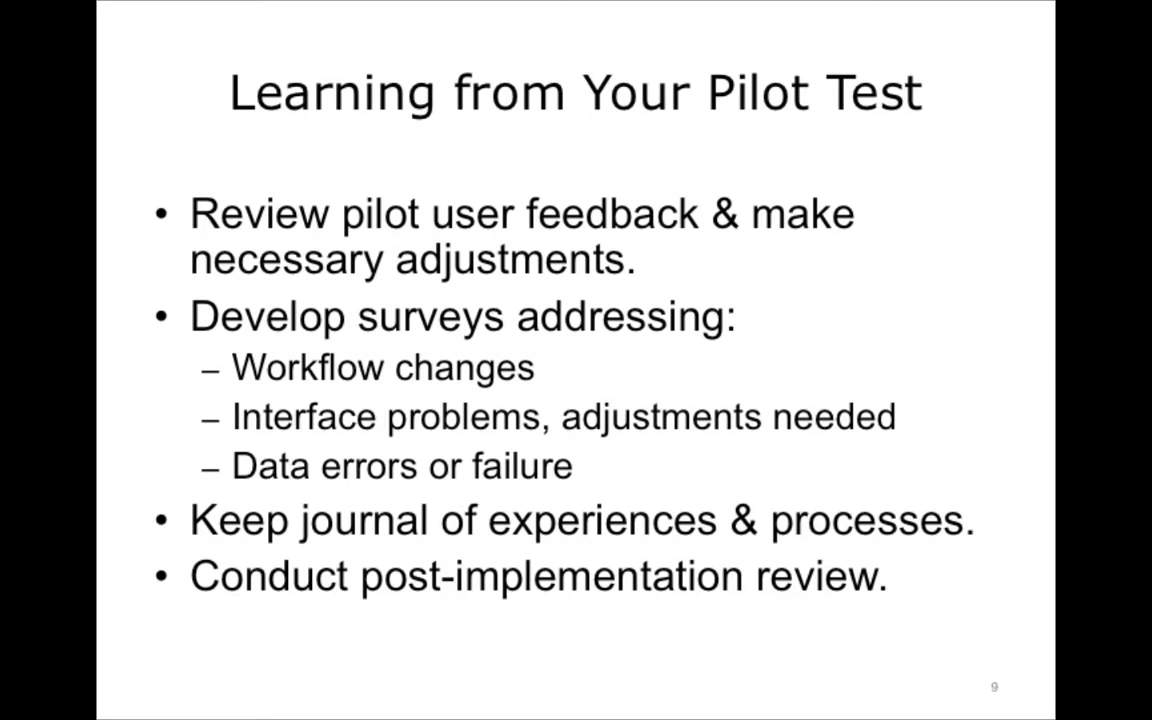 Learning from Your Pilot Test
• Review pilot user feedback & make
necessary adjustments.
• Develop surveys addressing:
– Workflow changes
– Interface problems, adjustments needed
– Data errors or failure
• Keep journal of experiences & processes.
• Conduct post-implementation review.
9